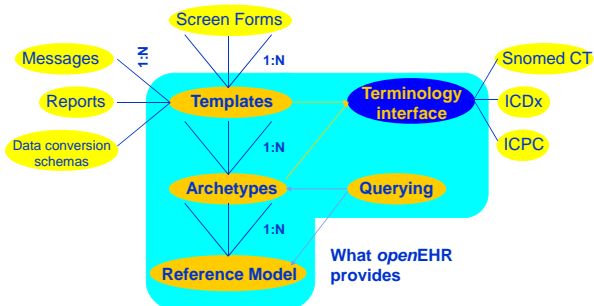 Screen Forms
Messages
1:N
1:N
Snomed CT
Reports
Templates
Terminology
interface
ICDx
Data conversion
schemas
1:N
ICPC
Archetypes
Querying
1:N
What openEHR
provides
Reference Model